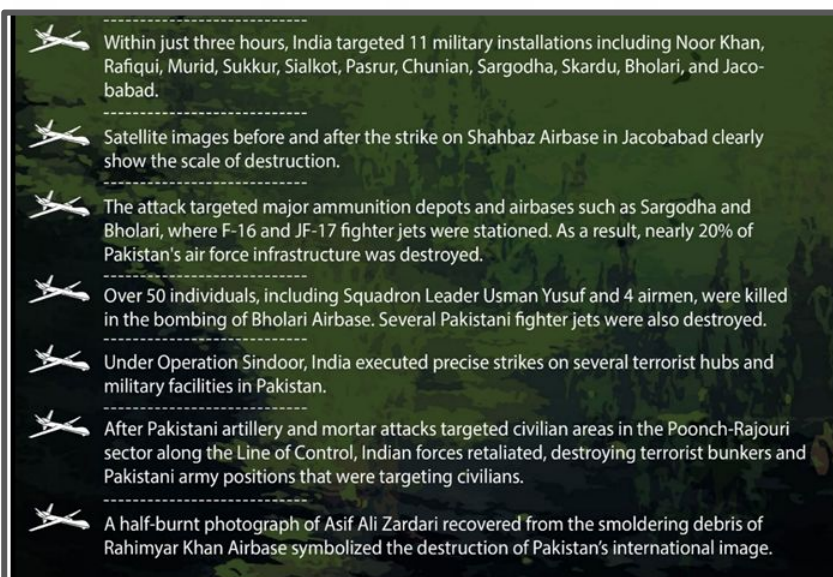 Within just three hours, India targeted 11 military installations including Noor Khan,
Rafiqui, Murid, Sukkur, Sialkot, Pasrur, Chunian, Sargodha, Skardu, Bholari, and Jaco-
babad.
Satellite images before and after the strike on Shahbaz Airbase in Jacobabad clearly
show the scale of destruction.
The attack targeted major ammunition depots and airbases such as Sargodha and
Bholari, where F-16 and JF-17 fighter jets were stationed. As a result, nearly 20% of
Pakistan's air force infrastructure was destroyed.
Over 50 individuals, including Squadron Leader Usman Yusuf and 4 airmen, were killed
in the bombing of Bholari Airbase. Several Pakistani fighter jets were also destroyed.
Under Operation Sindoor, India executed precise strikes on several terrorist hubs and
military facilities in Pakistan.
After Pakistani artillery and mortar attacks targeted civilian areas in the Poonch-Rajouri
sector along the Line of Control, Indian forces retaliated, destroying terrorist bunkers and
Pakistani army positions that were targeting civilians.
A half-burnt photograph of Asif Ali Zardari recovered from the smoldering debris of
Rahimyar Khan Airbase symbolized the destruction of Pakistan’s international image.